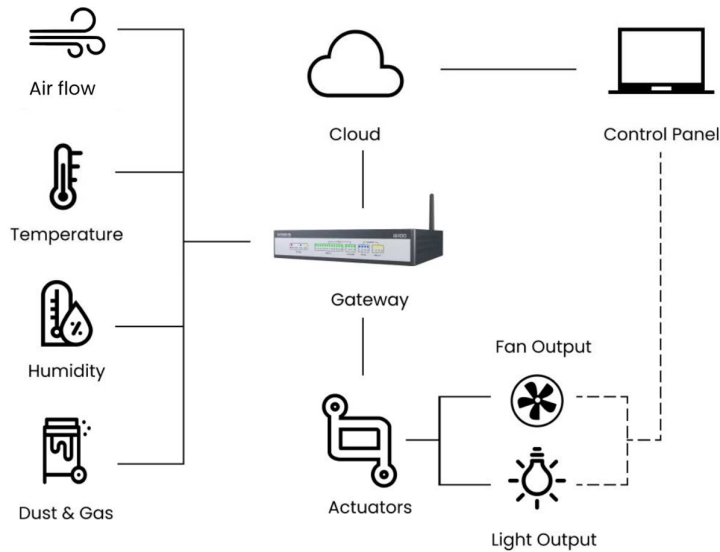 Air flow
Cloud
Control Panel
Temperature
Gateway
Humidity
Fan Output
Dust & Gas
Actuators
Light Output
%